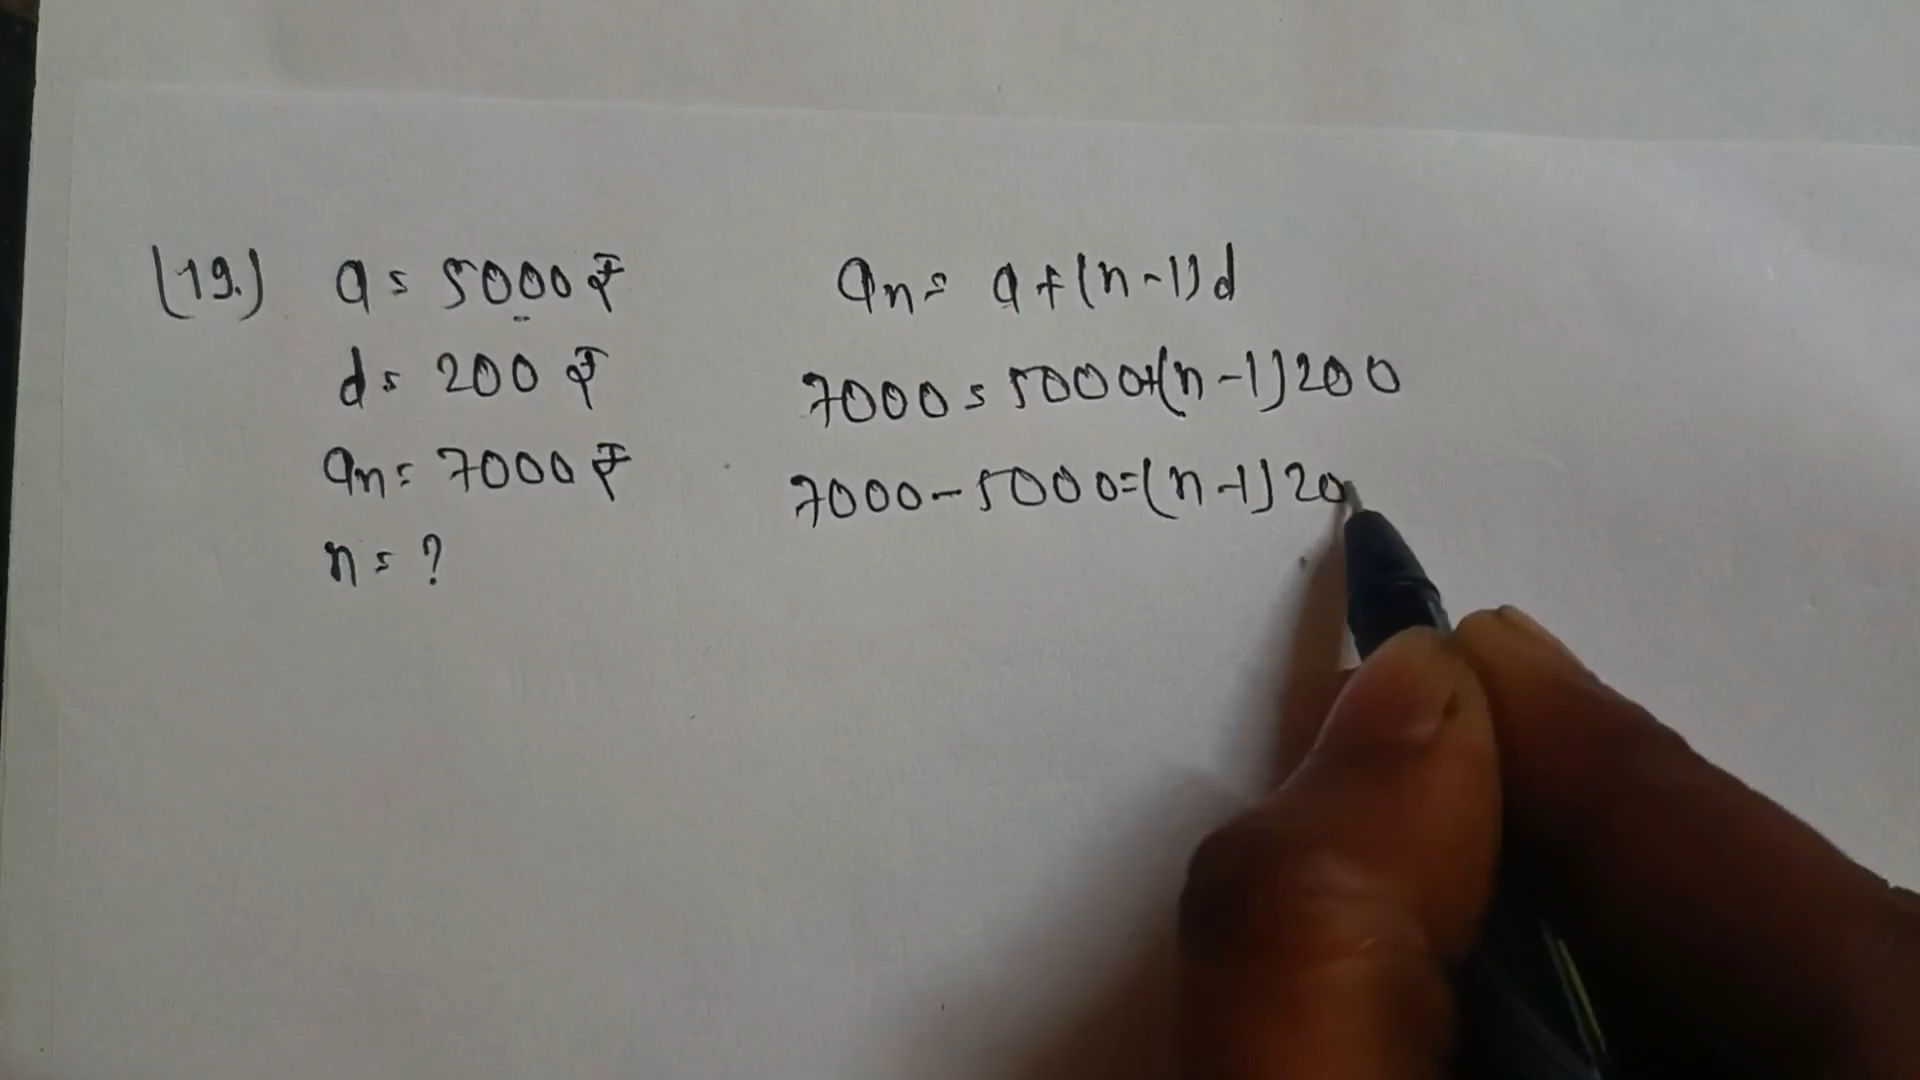 (19.) a = 5000 ₹
d = 200 ₹
an = 7000 ₹
n = ?
an = a + (n - 1) d
7000 = 5000 + (n - 1) 200
7000 - 5000 = (n - 1) 20